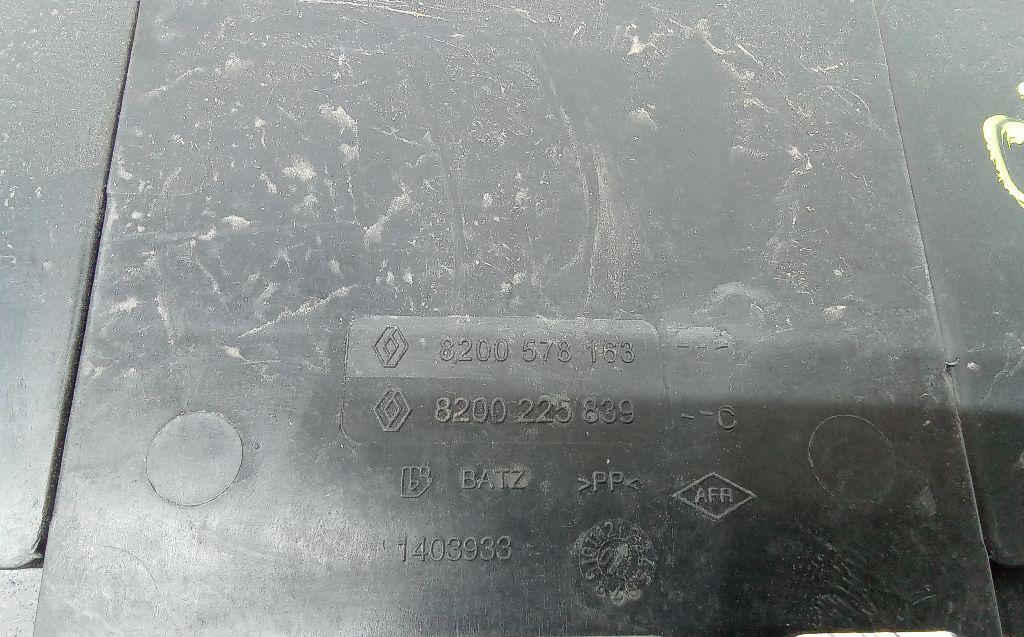 8200 578 163 ---
8200 225 839 --C
BATZ >PP< AFR
1403933